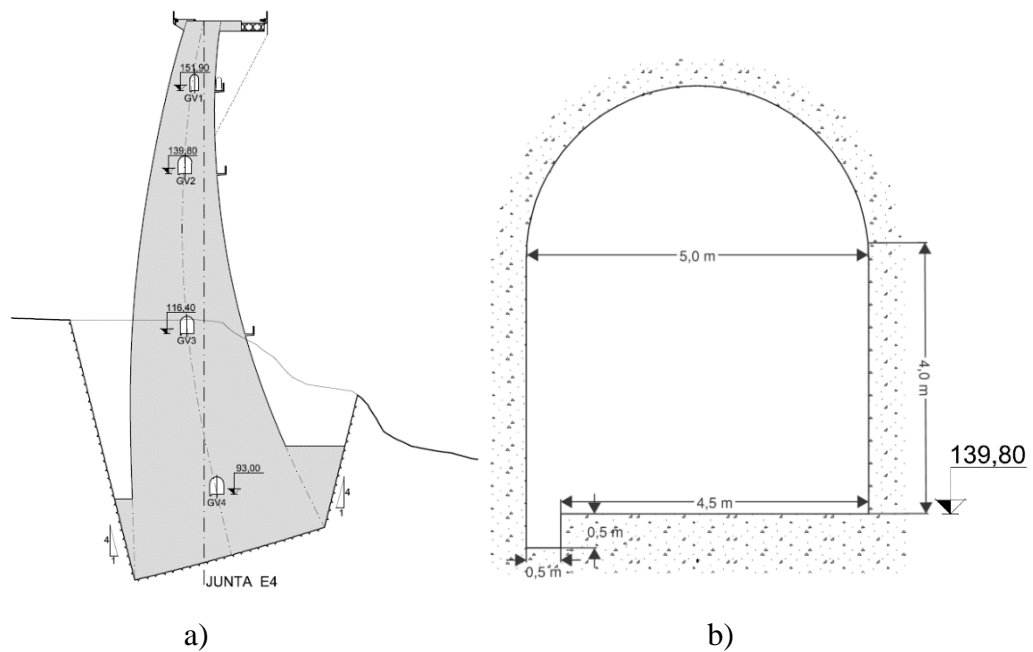 151,90
GV1
139,80
GV2
116,40
GV3
93,00
GV4
4
1
4
1
JUNTA E4
a)
5,0 m
4,0 m
139,80
4,5 m
0,5 m
0,5 m
b)